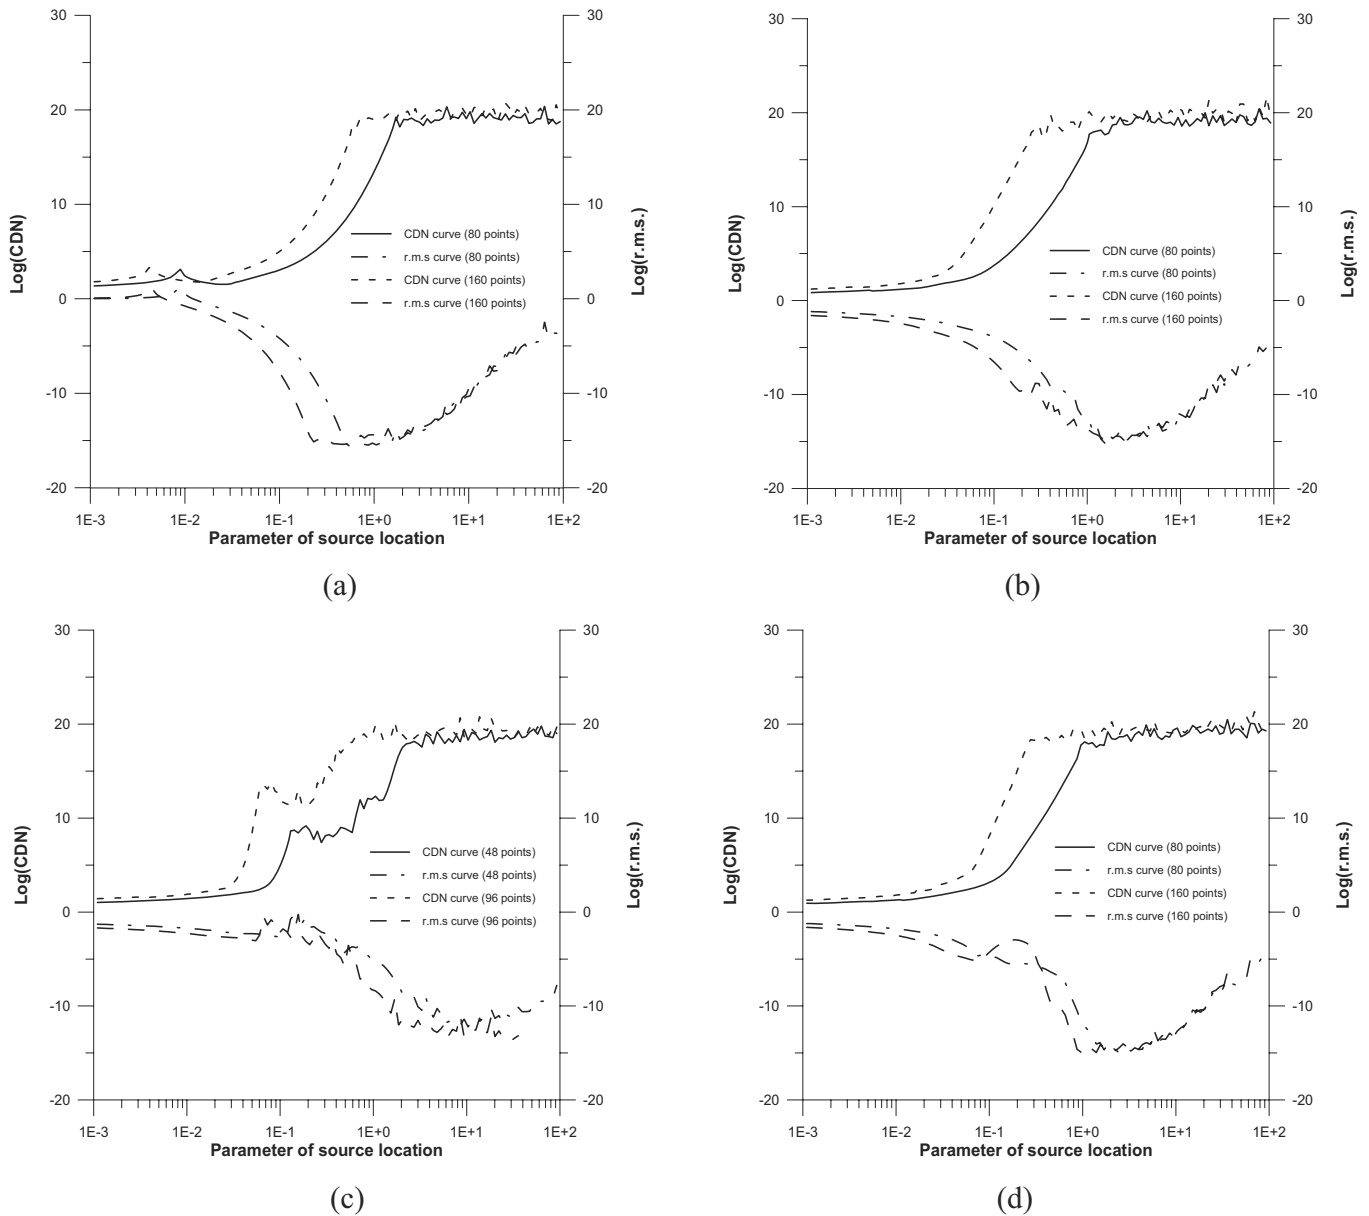 30
20
10
0
-10
-20
Log(CDN)
30
20
10
0
-10
-20
Log(r.m.s.)
CDN curve (80 points)
r.m.s curve (80 points)
CDN curve (160 points)
r.m.s curve (160 points)
1E-3 1E-2 1E-1 1E+0 1E+1 1E+2
Parameter of source location
(a)
30
20
10
0
-10
-20
Log(CDN)
30
20
10
0
-10
-20
Log(r.m.s.)
CDN curve (80 points)
r.m.s curve (80 points)
CDN curve (160 points)
r.m.s curve (160 points)
1E-3 1E-2 1E-1 1E+0 1E+1 1E+2
Parameter of source location
(b)
30
20
10
0
-10
-20
Log(CDN)
30
20
10
0
-10
-20
Log(r.m.s.)
CDN curve (48 points)
r.m.s curve (48 points)
CDN curve (96 points)
r.m.s curve (96 points)
1E-3 1E-2 1E-1 1E+0 1E+1 1E+2
Parameter of source location
(c)
30
20
10
0
-10
-20
Log(CDN)
30
20
10
0
-10
-20
Log(r.m.s.)
CDN curve (80 points)
r.m.s curve (80 points)
CDN curve (160 points)
r.m.s curve (160 points)
1E-3 1E-2 1E-1 1E+0 1E+1 1E+2
Parameter of source location
(d)